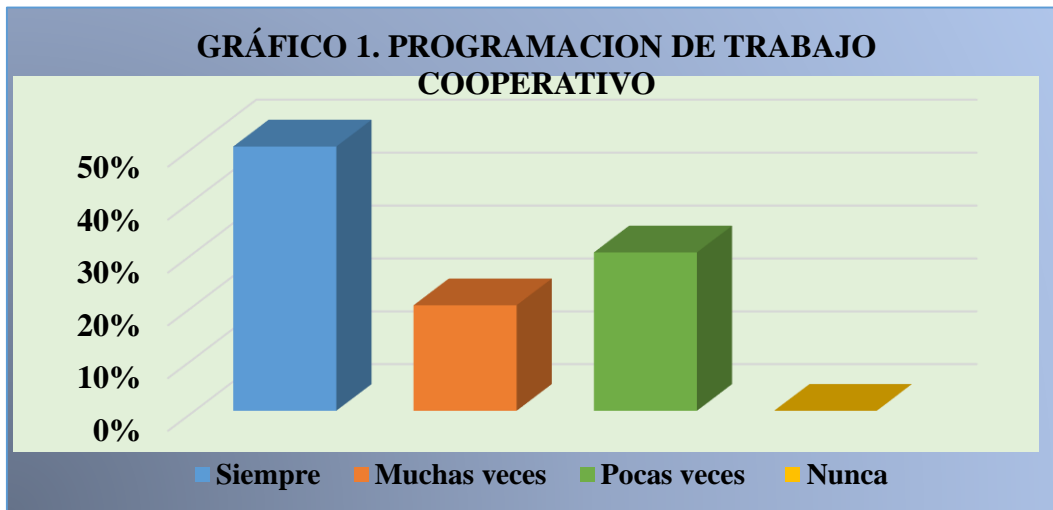 GRÁFICO 1. PROGRAMACION DE TRABAJO
COOPERATIVO
50%
40%
30%
20%
10%
0%
Siempre Muchas veces Pocas veces Nunca